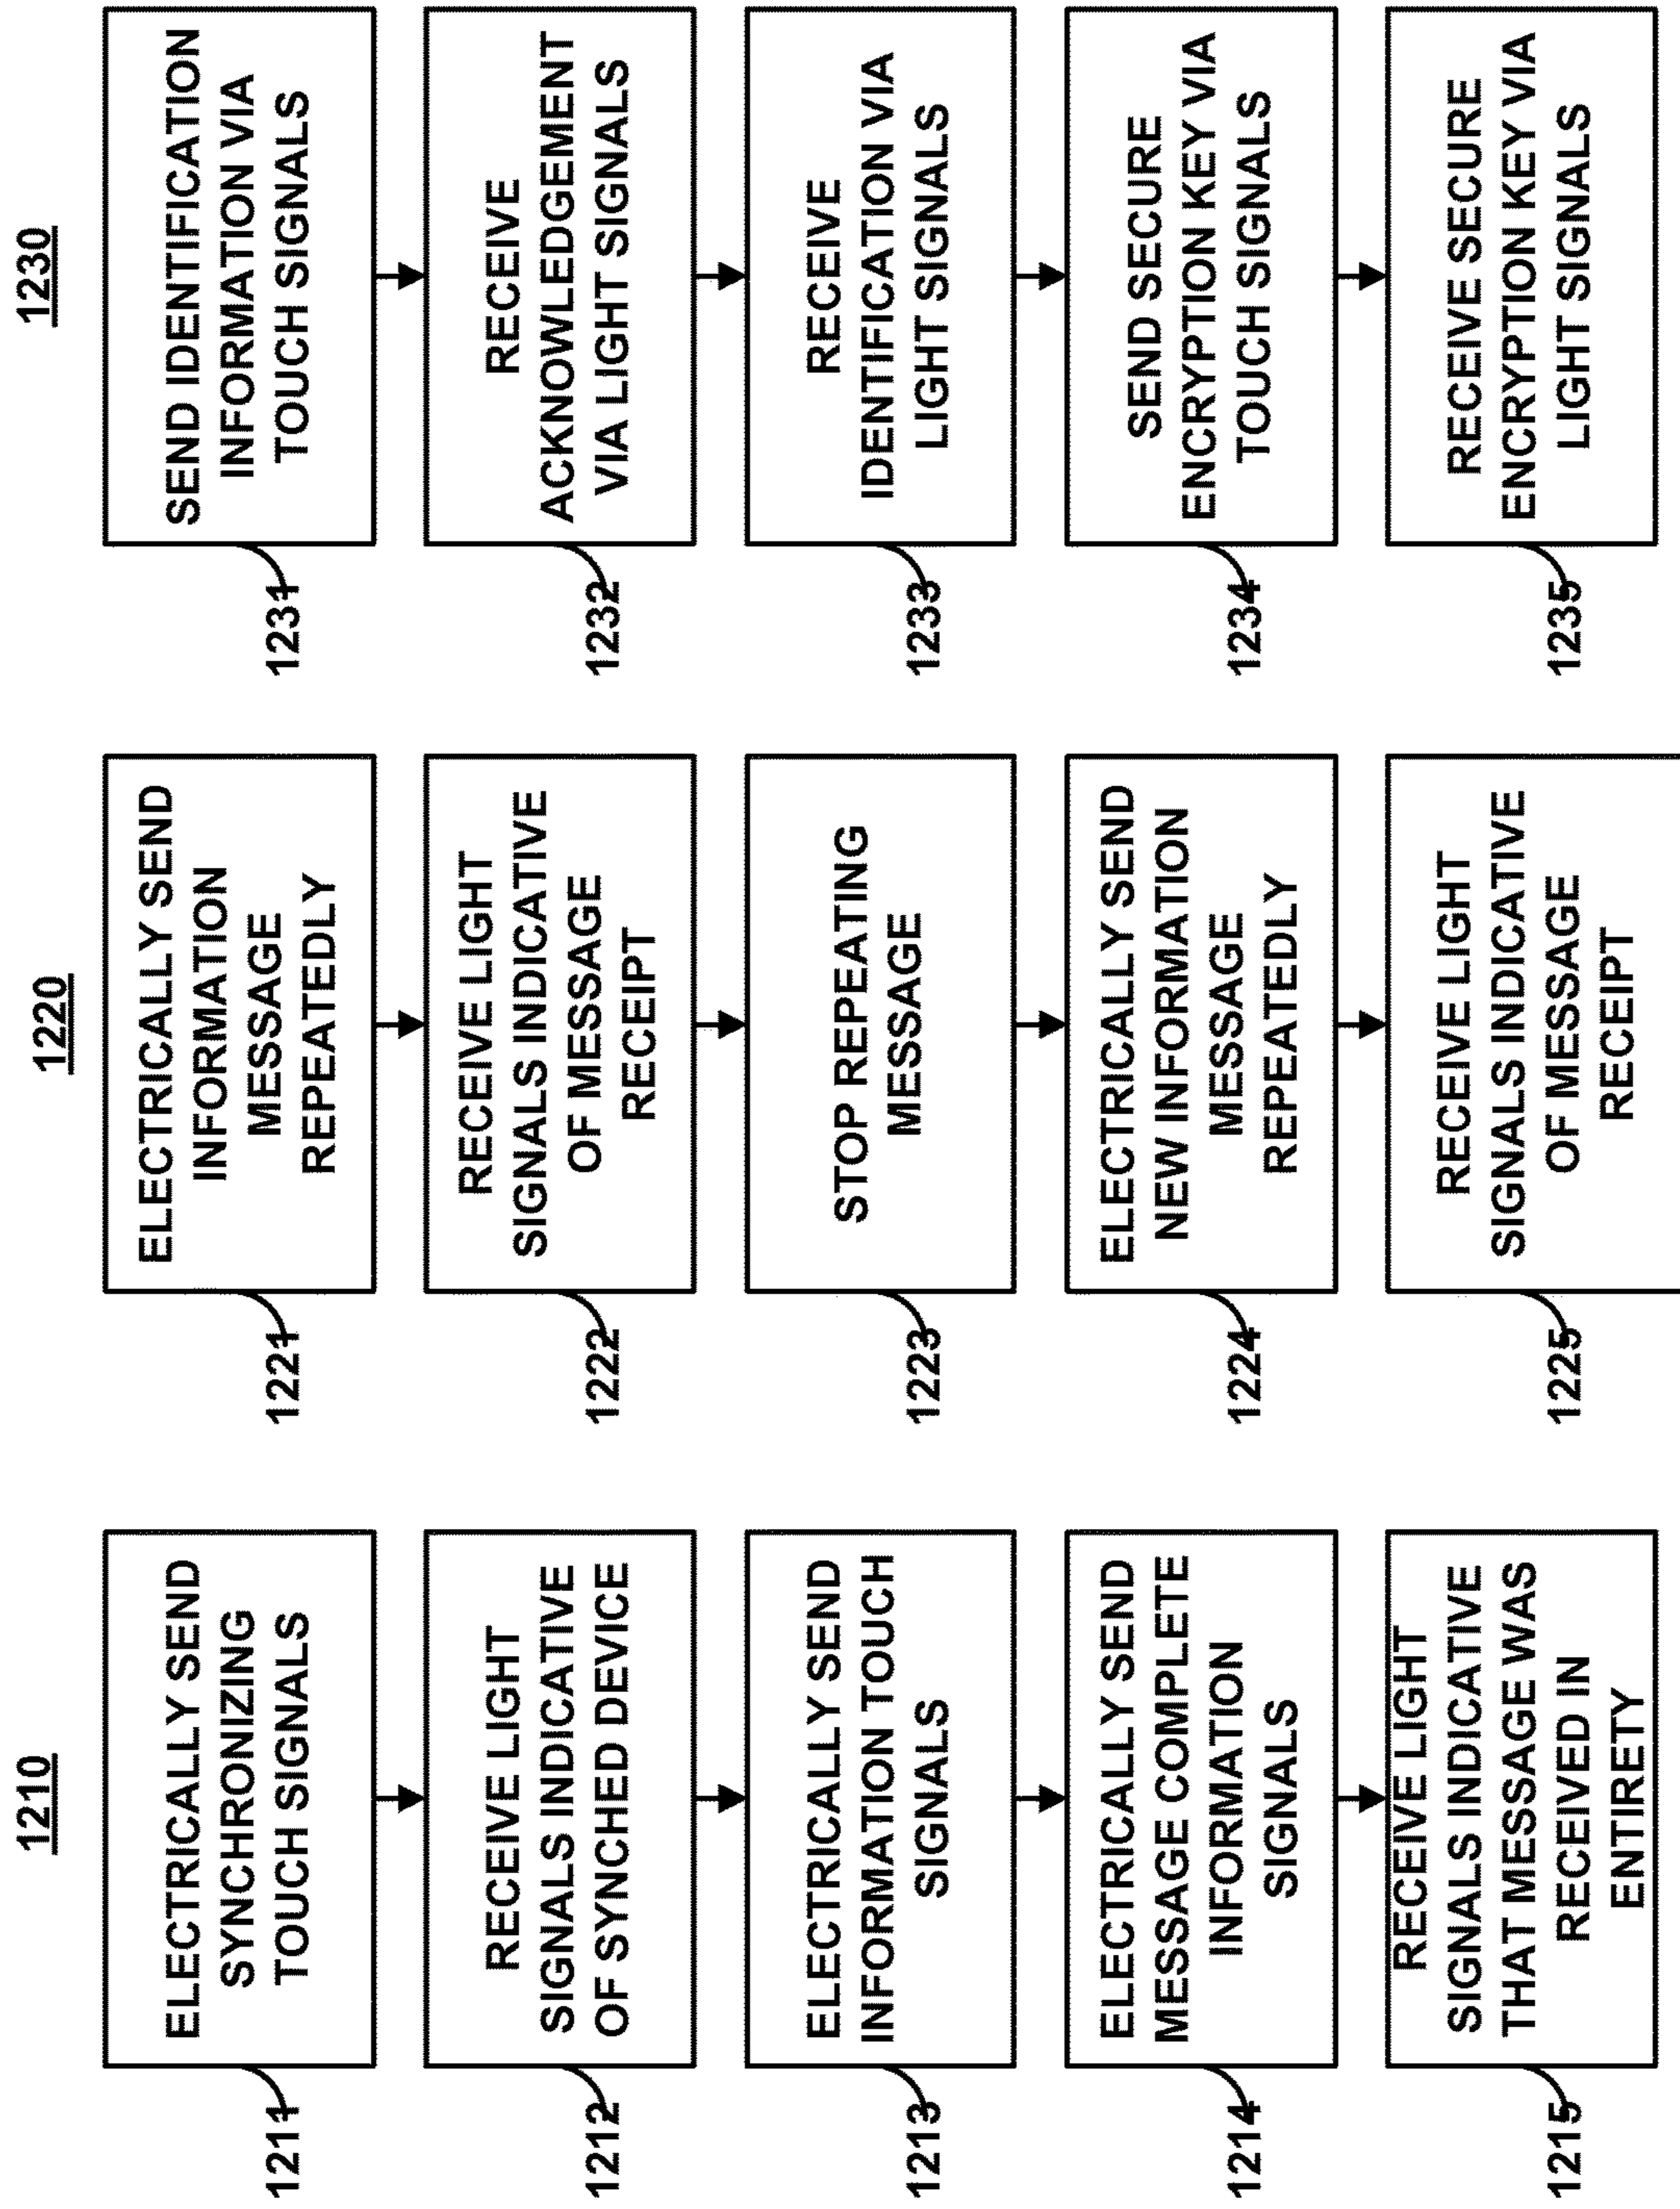 1210
1211
ELECTRICALLY SEND
SYNCHRONIZING
TOUCH SIGNALS
1212
RECEIVE LIGHT
SIGNALS INDICATIVE
OF SYNCHED DEVICE
1213
ELECTRICALLY SEND
INFORMATION TOUCH
SIGNALS
1214
ELECTRICALLY SEND
MESSAGE COMPLETE
INFORMATION
SIGNALS
1215
RECEIVE LIGHT
SIGNALS INDICATIVE
THAT MESSAGE WAS
RECEIVED IN
ENTIRETY
1220
1221
ELECTRICALLY SEND
INFORMATION
MESSAGE
REPEATEDLY
1222
RECEIVE LIGHT
SIGNALS INDICATIVE
OF MESSAGE
RECEIPT
1223
STOP REPEATING
MESSAGE
1224
ELECTRICALLY SEND
NEW INFORMATION
MESSAGE
REPEATEDLY
1225
RECEIVE LIGHT
SIGNALS INDICATIVE
OF MESSAGE
RECEIPT
1230
1231
SEND IDENTIFICATION
INFORMATION VIA
TOUCH SIGNALS
1232
RECEIVE
ACKNOWLEDGEMENT
VIA LIGHT SIGNALS
1233
RECEIVE
IDENTIFICATION VIA
LIGHT SIGNALS
1234
SEND SECURE
ENCRYPTION KEY VIA
TOUCH SIGNALS
1235
RECEIVE SECURE
ENCRYPTION KEY VIA
LIGHT SIGNALS